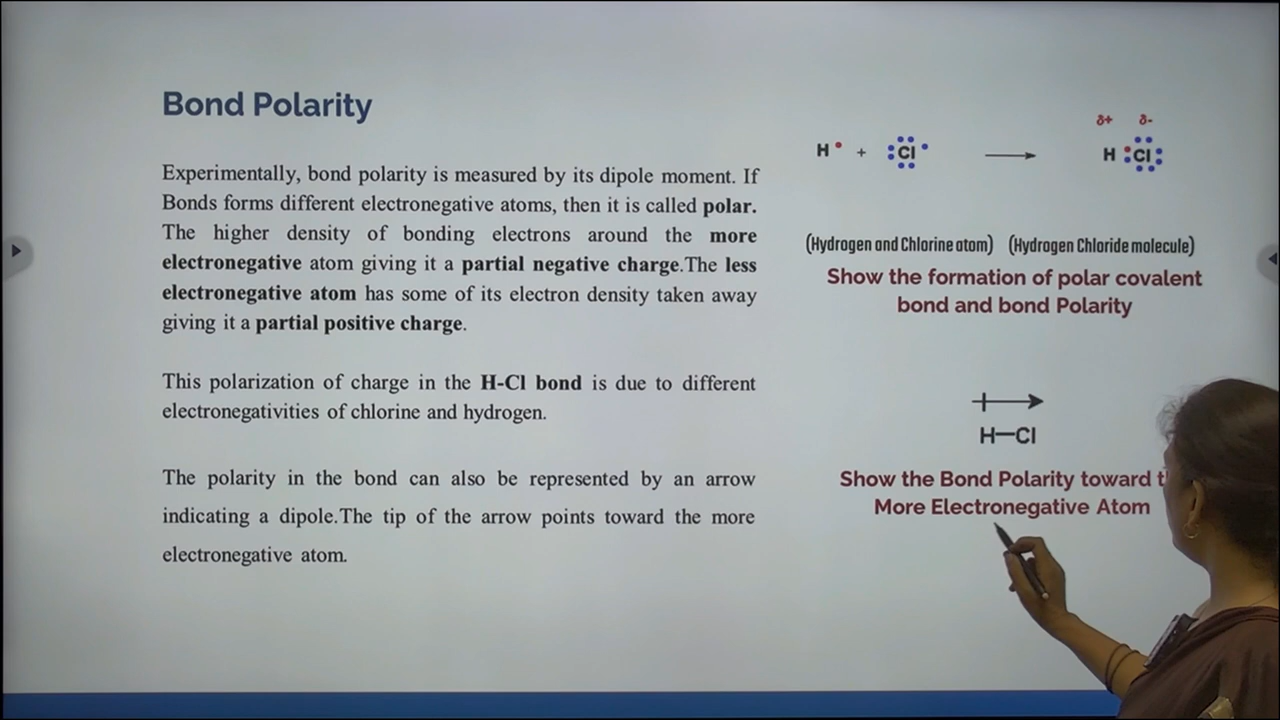 Bond Polarity
Experimentally, bond polarity is measured by its dipole moment. If
Bonds forms different electronegative atoms, then it is called polar.
The higher density of bonding electrons around the more
electronegative atom giving it a partial negative charge.The less
electronegative atom has some of its electron density taken away
giving it a partial positive charge.
This polarization of charge in the H-Cl bond is due to different
electronegativities of chlorine and hydrogen.
The polarity in the bond can also be represented by an arrow
indicating a dipole.The tip of the arrow points toward the more
electronegative atom.
δ+ δ-
H + Cl H Cl
(Hydrogen and Chlorine atom) (Hydrogen Chloride molecule)
Show the formation of polar covalent
bond and bond Polarity
H—Cl
Show the Bond Polarity toward
More Electronegative Atom